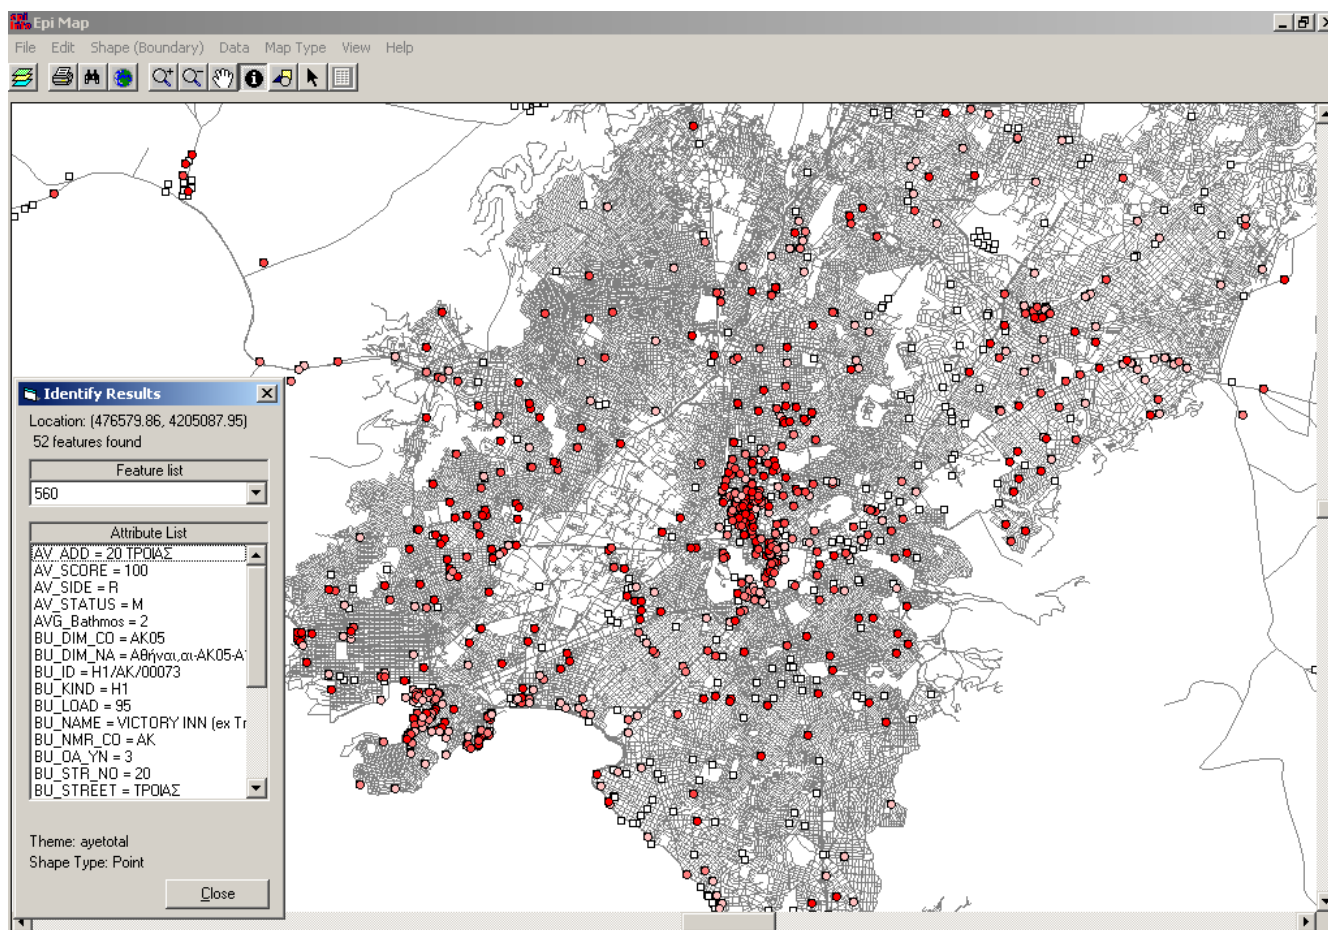 Epi Map
File Edit Shape (Boundary) Data Map Type View Help
Identify Results
Location: (476579.86, 4205087.95)
52 features found
Feature list
560
Attribute List
AV_ADD = 20 ΤΡΟΙΑΣ
AV_SCORE = 100
AV_SIDE = R
AV_STATUS = M
AVG_Bathmos = 2
BU_DIM_CO = AK05
BU_DIM_NA = Αθήναι,αι-AK05-Α
BU_ID = H1/AK/00073
BU_KIND = H1
BU_LOAD = 95
BU_NAME = VICTORY INN (ex Tr
BU_NMR_CO = AK
BU_OA_YN = 3
BU_STR_NO = 20
BU_STREET = ΤΡΟΙΑΣ
Theme: ayetotal
Shape Type: Point
Close